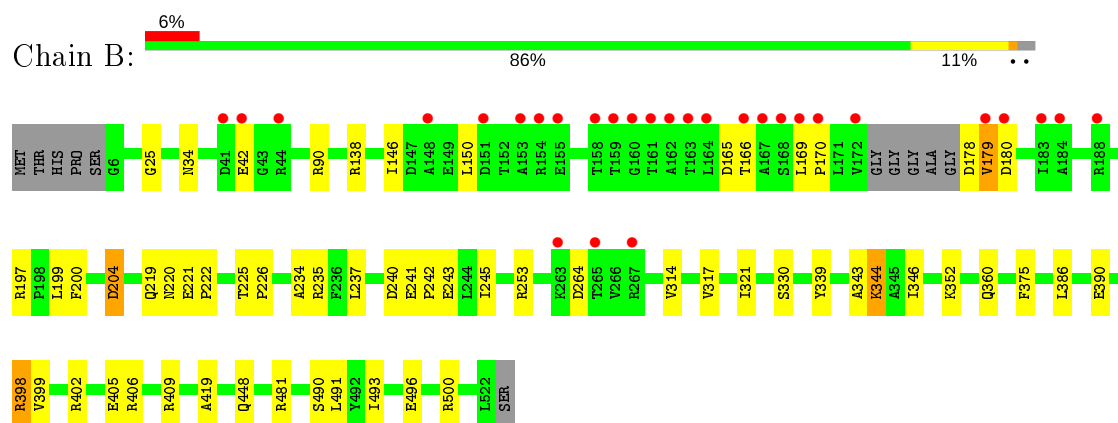 6%
Chain B:
86% 11% • •
MET THR HIS PRO SER G6 G25 N34 D41 E42 G43 R44 R90 R138 I146 D147 A148 E149 L150 D151 T152 A153 R154 E155 T158 T159 G160 T161 A162 T163 L164 D165 T166 A167 S168 L169 P170 L171 V172 GLY GLY GLY ALA GLY D178 V179 D180 I183 A184 R188
R197 P198 L199 F200 D204 Q219 N220 E221 P222 T225 P226 A234 R235 F236 L237 D240 E241 P242 E243 L244 I245 R253 K263 D264 T265 V266 R267 V314 V317 I321 S330 Y339 A343 K344 A345 I346 K352 Q360 F375 L386 E390
R398 V399 R402 E405 R406 R409 A419 Q448 R481 S490 L491 Y492 I493 E496 R500 L522 SER